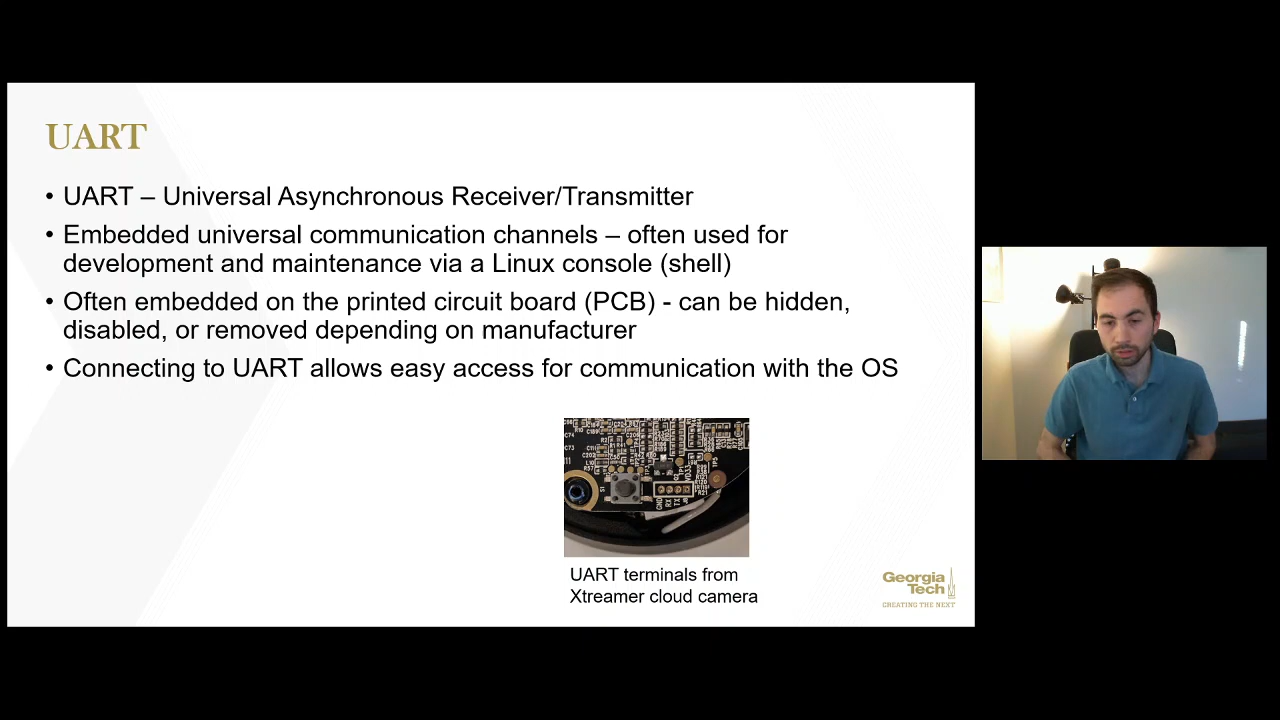 UART
• UART – Universal Asynchronous Receiver/Transmitter
• Embedded universal communication channels – often used for
development and maintenance via a Linux console (shell)
• Often embedded on the printed circuit board (PCB) - can be hidden,
disabled, or removed depending on manufacturer
• Connecting to UART allows easy access for communication with the OS
GND
RX
TX
UART terminals from
Xtreamer cloud camera
Georgia
Tech
CREATING THE NEXT